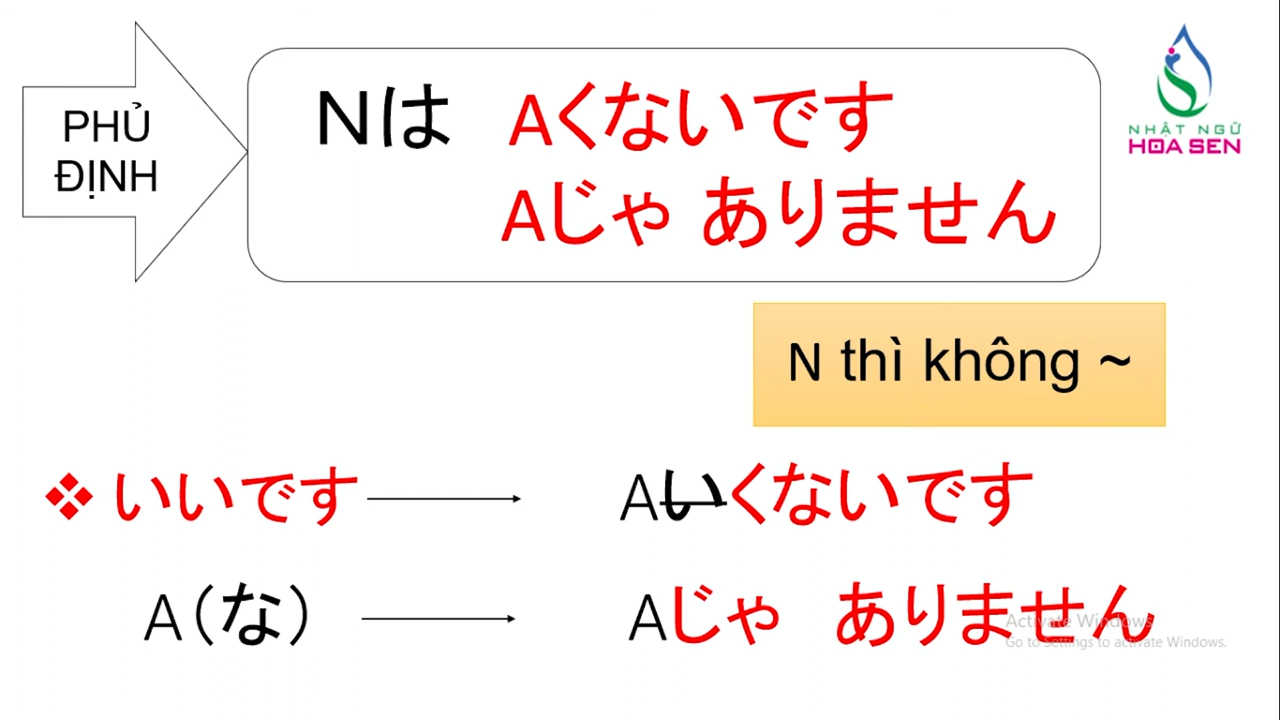 PHỦ
ĐỊNH
Nは Aくないです
Aじゃ ありません
NHẬT NGỮ
HOA SEN
N thì không ~
❖ いいです → Aいくないです
A(な) → Aじゃ ありません
Activate Windows
Go to Settings to activate Windows.